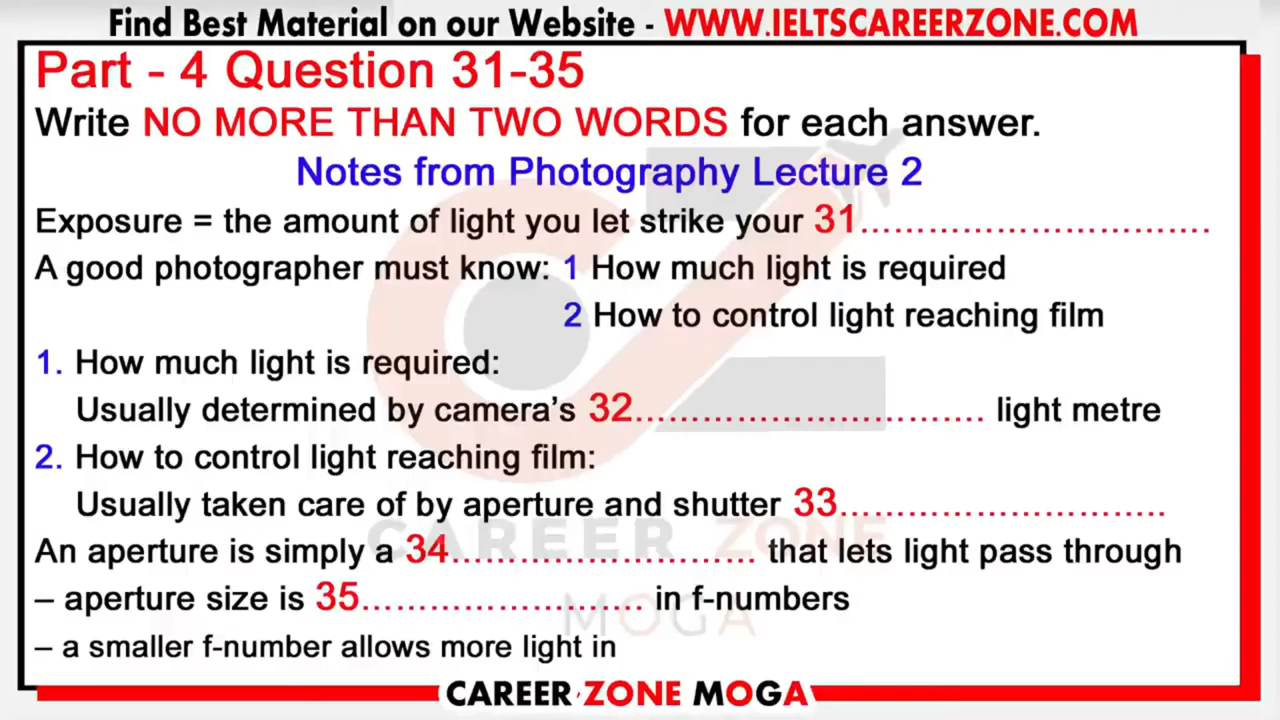 Find Best Material on our Website - WWW.IELTSCAREERZONE.COM
Part - 4 Question 31-35
Write NO MORE THAN TWO WORDS for each answer.
Notes from Photography Lecture 2
Exposure = the amount of light you let strike your 31……………………………
A good photographer must know: 1 How much light is required
2 How to control light reaching film
1. How much light is required:
Usually determined by camera’s 32…………………………… light metre
2. How to control light reaching film:
Usually taken care of by aperture and shutter 33…………………………..
An aperture is simply a 34………………………… that lets light pass through
– aperture size is 35……………………… in f-numbers
– a smaller f-number allows more light in
CAREER ZONE
MOGA
CAREER ZONE MOGA